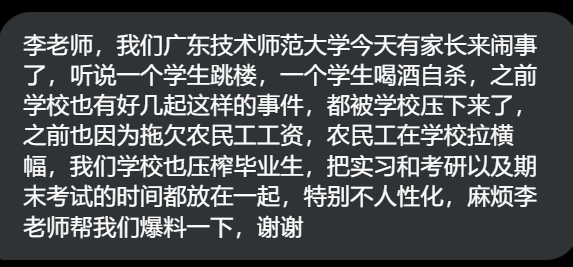 李老师，我们广东技术师范大学今天有家长来闹事
了，听说一个学生跳楼，一个学生喝酒自杀，之前
学校也有好几起这样的事件，都被学校压下来了，
之前也因为拖欠农民工工资，农民工在学校拉横
幅，我们学校也压榨毕业生，把实习和考研以及期
末考试的时间都放在一起，特别不人性化，麻烦李
老师帮我们爆料一下，谢谢